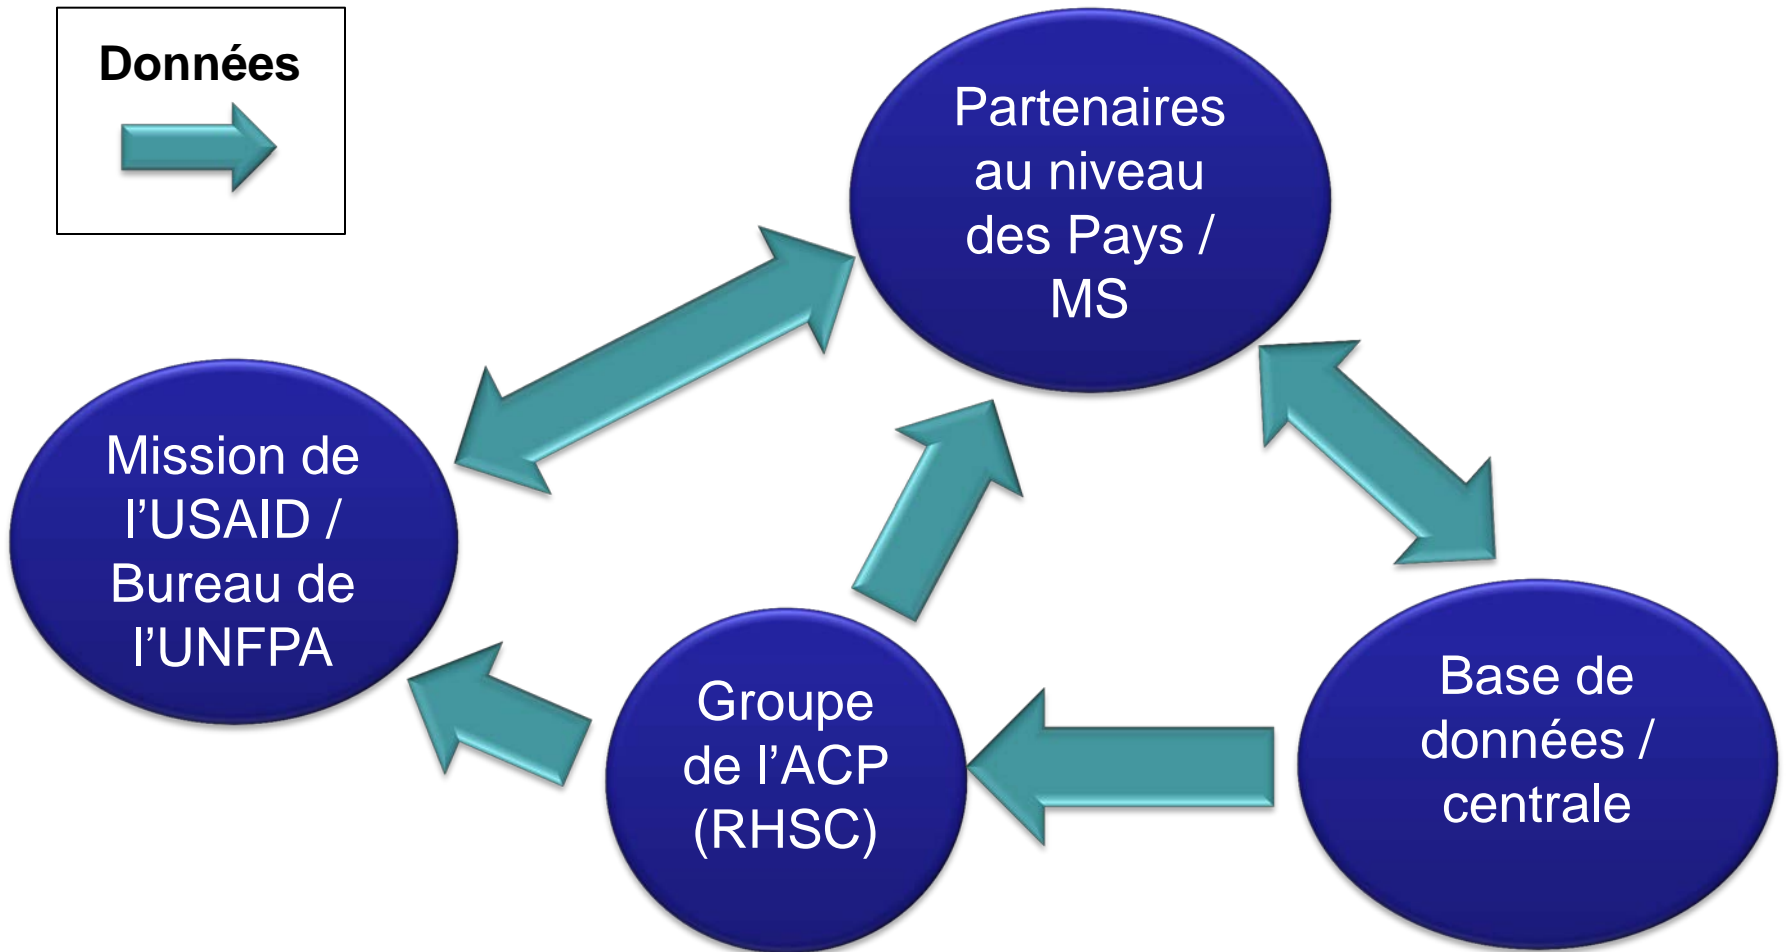 Données
Partenaires
au niveau
des Pays /
MS
Mission de
l’USAID /
Bureau de
l’UNFPA
Groupe
de l’ACP
(RHSC)
Base de
données /
centrale